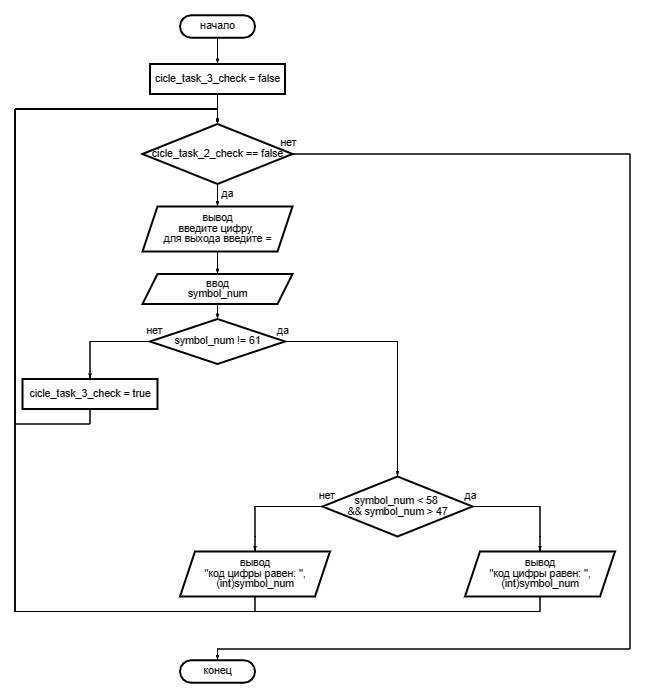 начало
cicle_task_3_check = false
cicle_task_2_check == false
нет
да
вывод
введите цифру,
для выхода введите =
ввод
symbol_num
нет
да
symbol_num != 61
cicle_task_3_check = true
нет
да
symbol_num < 58
&& symbol_num > 47
вывод
"код цифры равен: ",
(int)symbol_num
вывод
"код цифры равен: ",
(int)symbol_num
конец